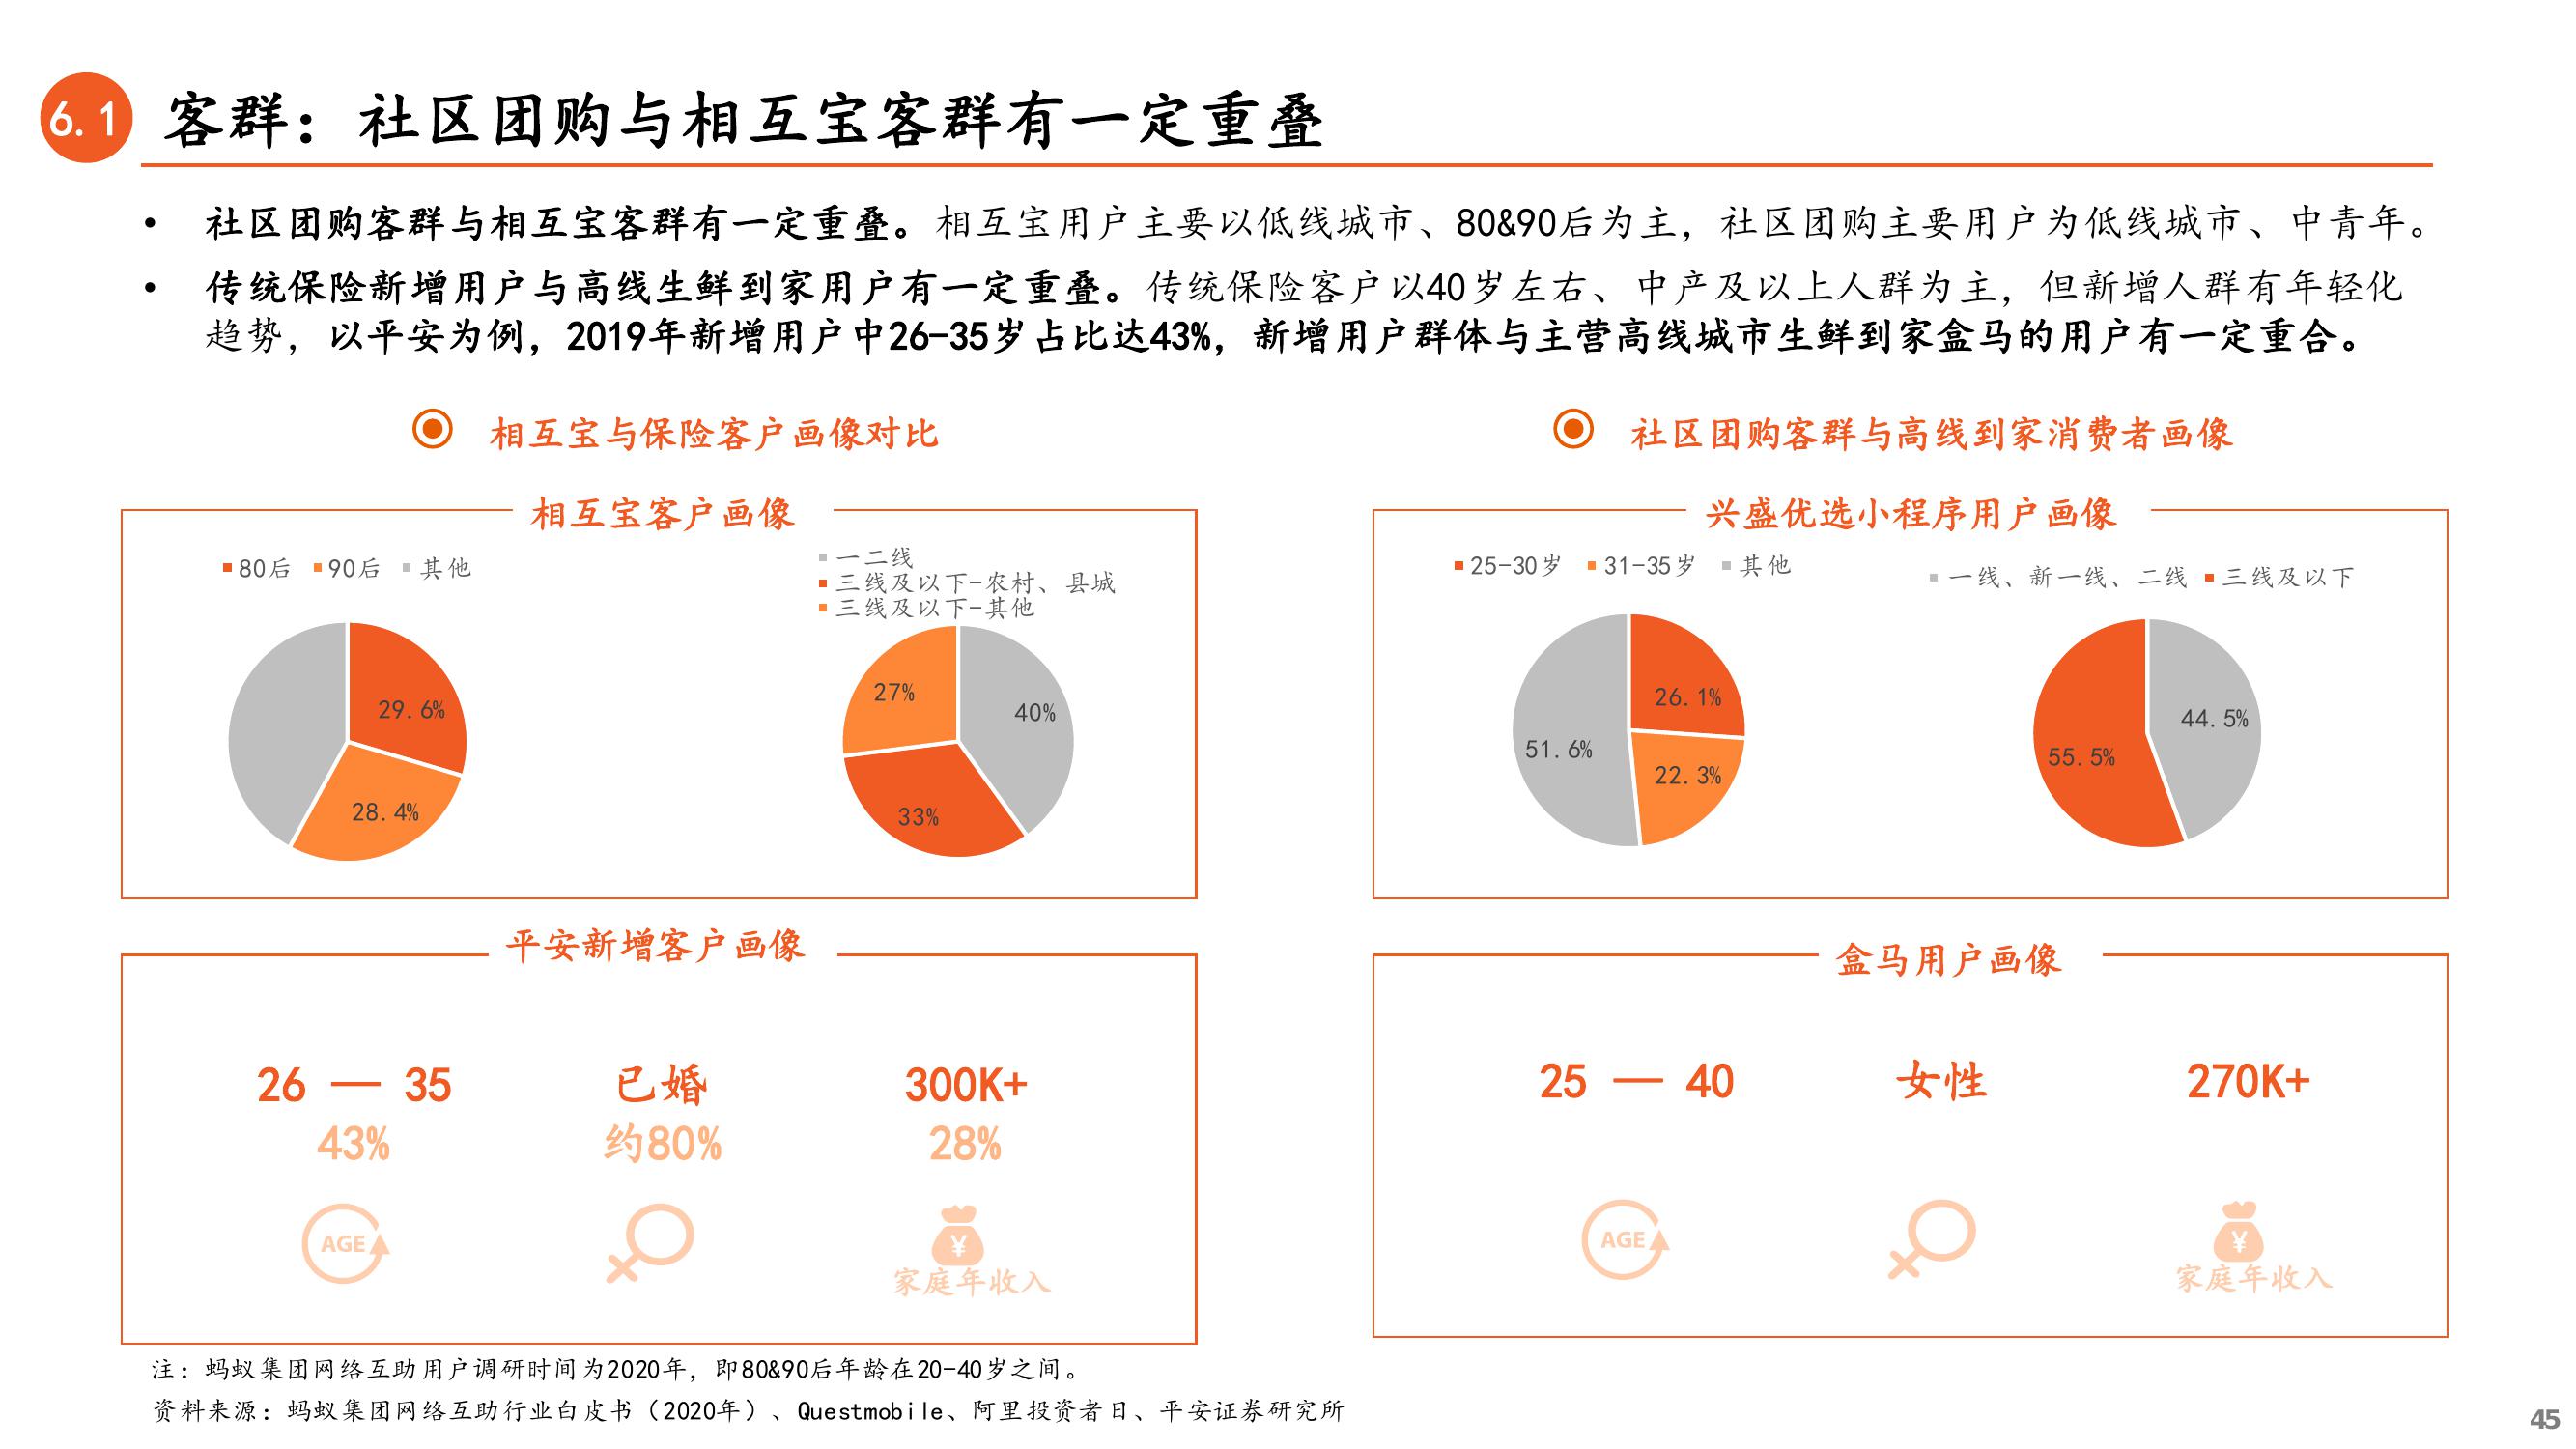 6.1 客群：社区团购与相互宝客群有一定重叠
• 社区团购客群与相互宝客群有一定重叠。相互宝用户主要以低线城市、80&90后为主，社区团购主要用户为低线城市、中青年。
• 传统保险新增用户与高线生鲜到家用户有一定重叠。传统保险客户以40岁左右、中产及以上人群为主，但新增人群有年轻化
趋势，以平安为例，2019年新增用户中26-35岁占比达43%，新增用户群体与主营高线城市生鲜到家盒马的用户有一定重合。
相互宝与保险客户画像对比
相互宝客户画像
80后 90后 其他
29.6%
28.4%
一二线
三线及以下-农村、县城
三线及以下-其他
27%
40%
33%
平安新增客户画像
26 — 35 已婚 300K+
43% 约80% 28%
AGE ¥
家庭年收入
社区团购客群与高线到家消费者画像
兴盛优选小程序用户画像
25-30岁 31-35岁 其他
26.1%
51.6%
22.3%
一线、新一线、二线 三线及以下
44.5%
55.5%
盒马用户画像
25 — 40 女性 270K+
AGE ¥
家庭年收入
注：蚂蚁集团网络互助用户调研时间为2020年，即80&90后年龄在20-40岁之间。
资料来源：蚂蚁集团网络互助行业白皮书（2020年）、Questmobile、阿里投资者日、平安证券研究所
45